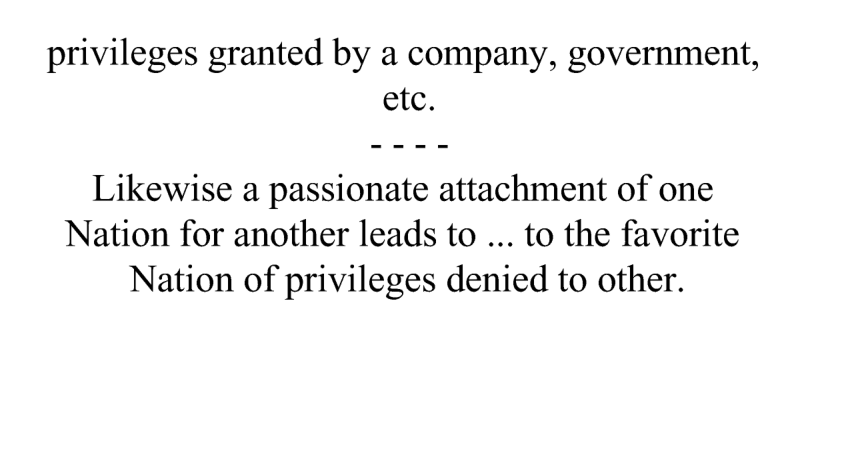 privileges granted by a company, government,
etc.
- - - -
Likewise a passionate attachment of one
Nation for another leads to ... to the favorite
Nation of privileges denied to other.